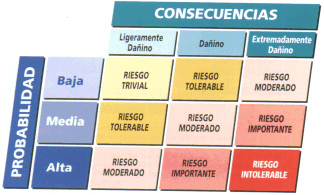 CONSECUENCIAS
Ligeramente
Dañino
Dañino
Extremadamente
Dañino
PROBABILIDAD
Baja
RIESGO
TRIVIAL
RIESGO
TOLERABLE
RIESGO
MODERADO
Media
RIESGO
TOLERABLE
RIESGO
MODERADO
RIESGO
IMPORTANTE
Alta
RIESGO
MODERADO
RIESGO
IMPORTANTE
RIESGO
INTOLERABLE